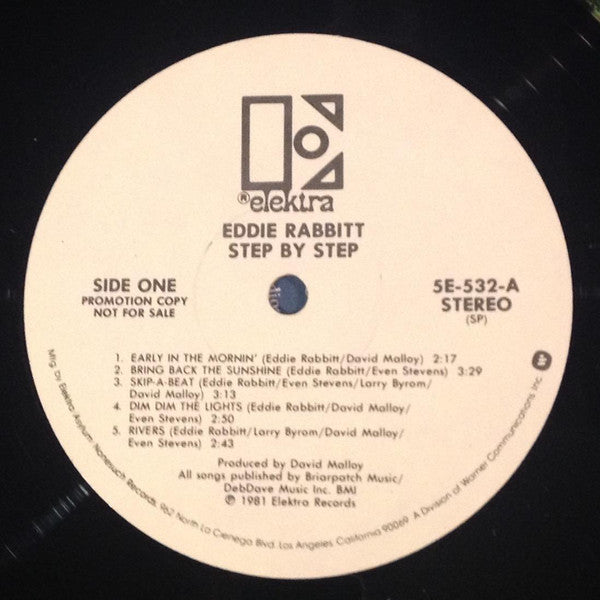 ®elektra
EDDIE RABBITT
STEP BY STEP
SIDE ONE
PROMOTION COPY
NOT FOR SALE
5E-532-A
STEREO
(SP)
1. EARLY IN THE MORNIN' (Eddie Rabbitt/David Malloy) 2:17
2. BRING BACK THE SUNSHINE (Eddie Rabbitt/Even Stevens) 3:29
3. SKIP-A-BEAT (Eddie Rabbitt/Even Stevens/Larry Byrom/
David Malloy) 3:13
4. DIM DIM THE LIGHTS (Eddie Rabbitt/David Malloy/
Even Stevens) 2:50
5. RIVERS (Eddie Rabbitt/Larry Byrom/David Malloy/
Even Stevens) 2:43
Produced by David Malloy
All songs published by Briarpatch Music/
DebDave Music Inc. BMI
℗ 1981 Elektra Records
Mfg. by Elektra/Asylum/Nonesuch Records, 962 North La Cienega Blvd., Los Angeles, California 90069. A Division of Warner Communications Inc.